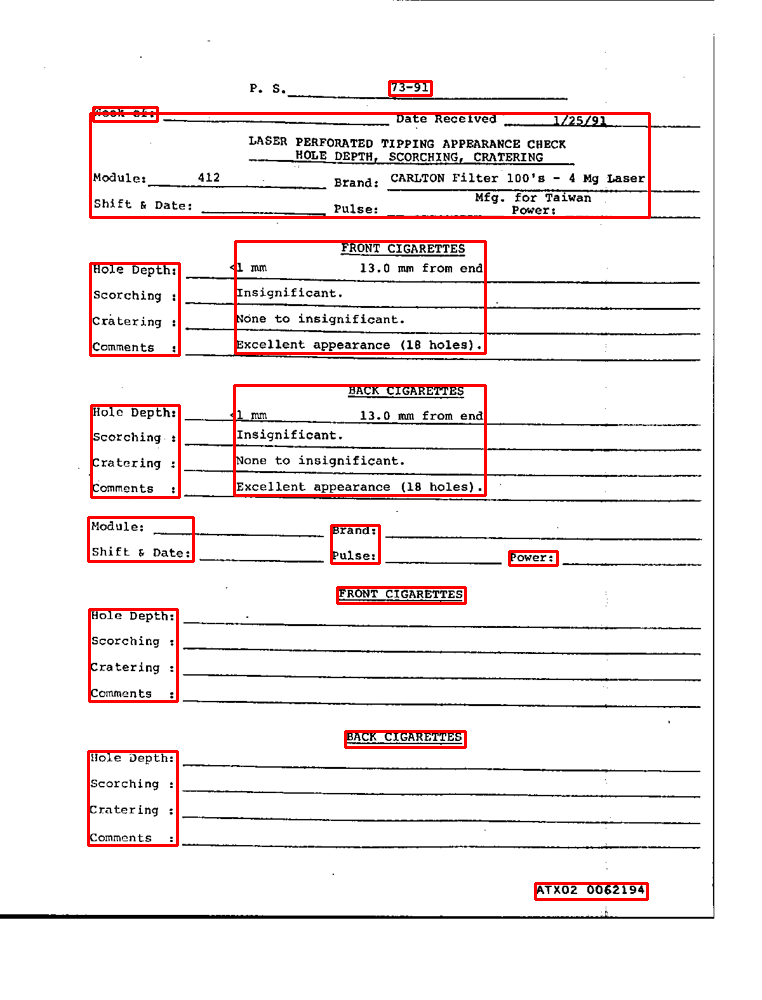 P. S. 73-91
Week of: Date Received 1/25/91
LASER PERFORATED TIPPING APPEARANCE CHECK
HOLE DEPTH, SCORCHING, CRATERING
Module: 412 Brand: CARLTON Filter 100's - 4 Mg Laser
Mfg. for Taiwan
Shift & Date: Pulse: Power:
FRONT CIGARETTES
Hole Depth: <1 mm 13.0 mm from end
Scorching : Insignificant.
Cratering : None to insignificant.
Comments : Excellent appearance (18 holes).
BACK CIGARETTES
Hole Depth: <1 mm 13.0 mm from end
Scorching : Insignificant.
Cratering : None to insignificant.
Comments : Excellent appearance (18 holes).
Module: Brand:
Shift & Date: Pulse: Power:
FRONT CIGARETTES
Hole Depth:
Scorching :
Cratering :
Comments :
BACK CIGARETTES
Hole Depth:
Scorching :
Cratering :
Comments :
ATX02 0062194